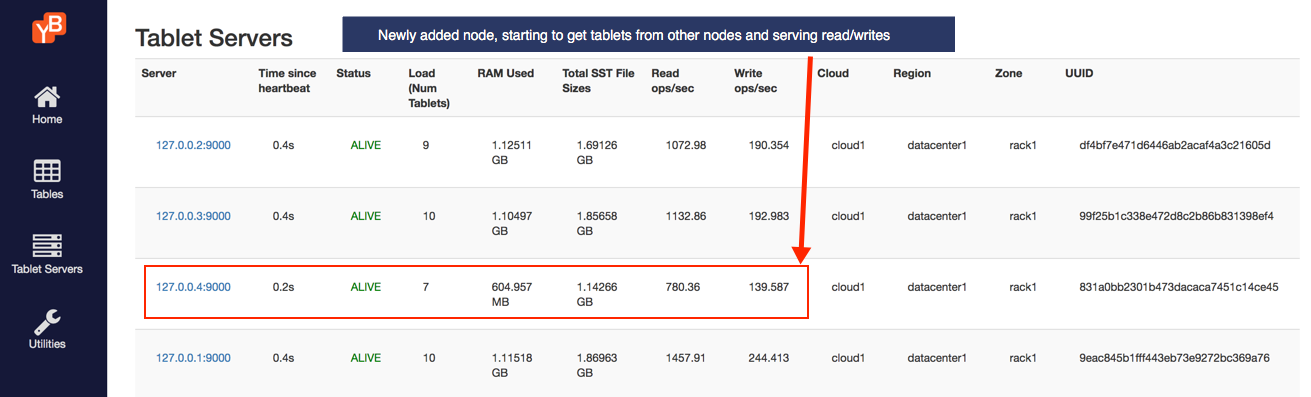 YB
Tablet Servers
Newly added node, starting to get tablets from other nodes and serving read/writes
Home
Tables
Tablet Servers
Utilities
Server Time since heartbeat Status Load (Num Tablets) RAM Used Total SST File Sizes Read ops/sec Write ops/sec Cloud Region Zone UUID
127.0.0.2:9000 0.4s ALIVE 9 1.12511 GB 1.69126 GB 1072.98 190.354 cloud1 datacenter1 rack1 df4bf7e471d6446ab2acaf4a3c21605d
127.0.0.3:9000 0.4s ALIVE 10 1.10497 GB 1.85658 GB 1132.86 192.983 cloud1 datacenter1 rack1 99f25b1c338e472d8c2b86b831398ef4
127.0.0.4:9000 0.2s ALIVE 7 604.957 MB 1.14266 GB 780.36 139.587 cloud1 datacenter1 rack1 831a0bb2301b473dacaca7451c14ce45
127.0.0.1:9000 0.4s ALIVE 10 1.11518 GB 1.86963 GB 1457.91 244.413 cloud1 datacenter1 rack1 9eac845b1fff443eb73e9272bc369a76